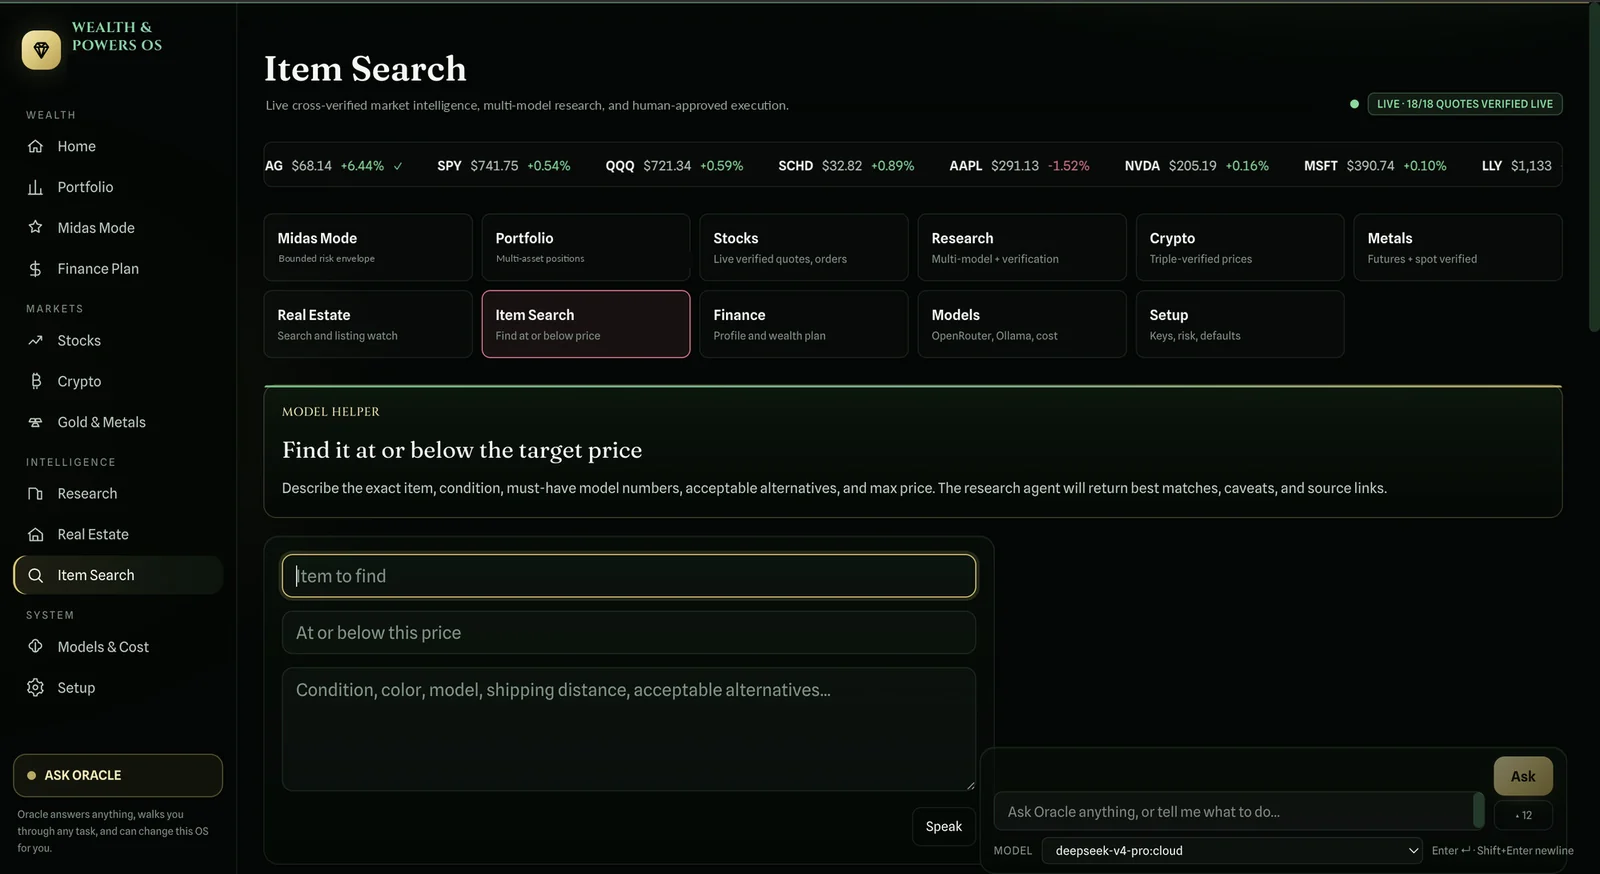 WEALTH &
POWERS OS
WEALTH
Home
Portfolio
Midas Mode
Finance Plan
MARKETS
Stocks
Crypto
Gold & Metals
INTELLIGENCE
Research
Real Estate
Item Search
SYSTEM
Models & Cost
Setup
ASK ORACLE
Oracle answers anything, walks you
through any task, and can change this OS
for you.
Item Search
Live cross-verified market intelligence, multi-model research, and human-approved execution.
LIVE · 18/18 QUOTES VERIFIED LIVE
AG $68.14 +6.44% ✓ SPY $741.75 +0.54% QQQ $721.34 +0.59% SCHD $32.82 +0.89% AAPL $291.13 -1.52% NVDA $205.19 +0.16% MSFT $390.74 +0.10% LLY $1,133
Midas Mode
Bounded risk envelope
Portfolio
Multi-asset positions
Stocks
Live verified quotes, orders
Research
Multi-model + verification
Crypto
Triple-verified prices
Metals
Futures + spot verified
Real Estate
Search and listing watch
Item Search
Find at or below price
Finance
Profile and wealth plan
Models
OpenRouter, Ollama, cost
Setup
Keys, risk, defaults
MODEL HELPER
Find it at or below the target price
Describe the exact item, condition, must-have model numbers, acceptable alternatives, and max price. The research agent will return best matches, caveats, and source links.
Item to find
At or below this price
Condition, color, model, shipping distance, acceptable alternatives...
Speak
Ask Oracle anything, or tell me what to do...
Ask
12
MODEL deepseek-v4-pro:cloud Enter ↵ · Shift+Enter newline